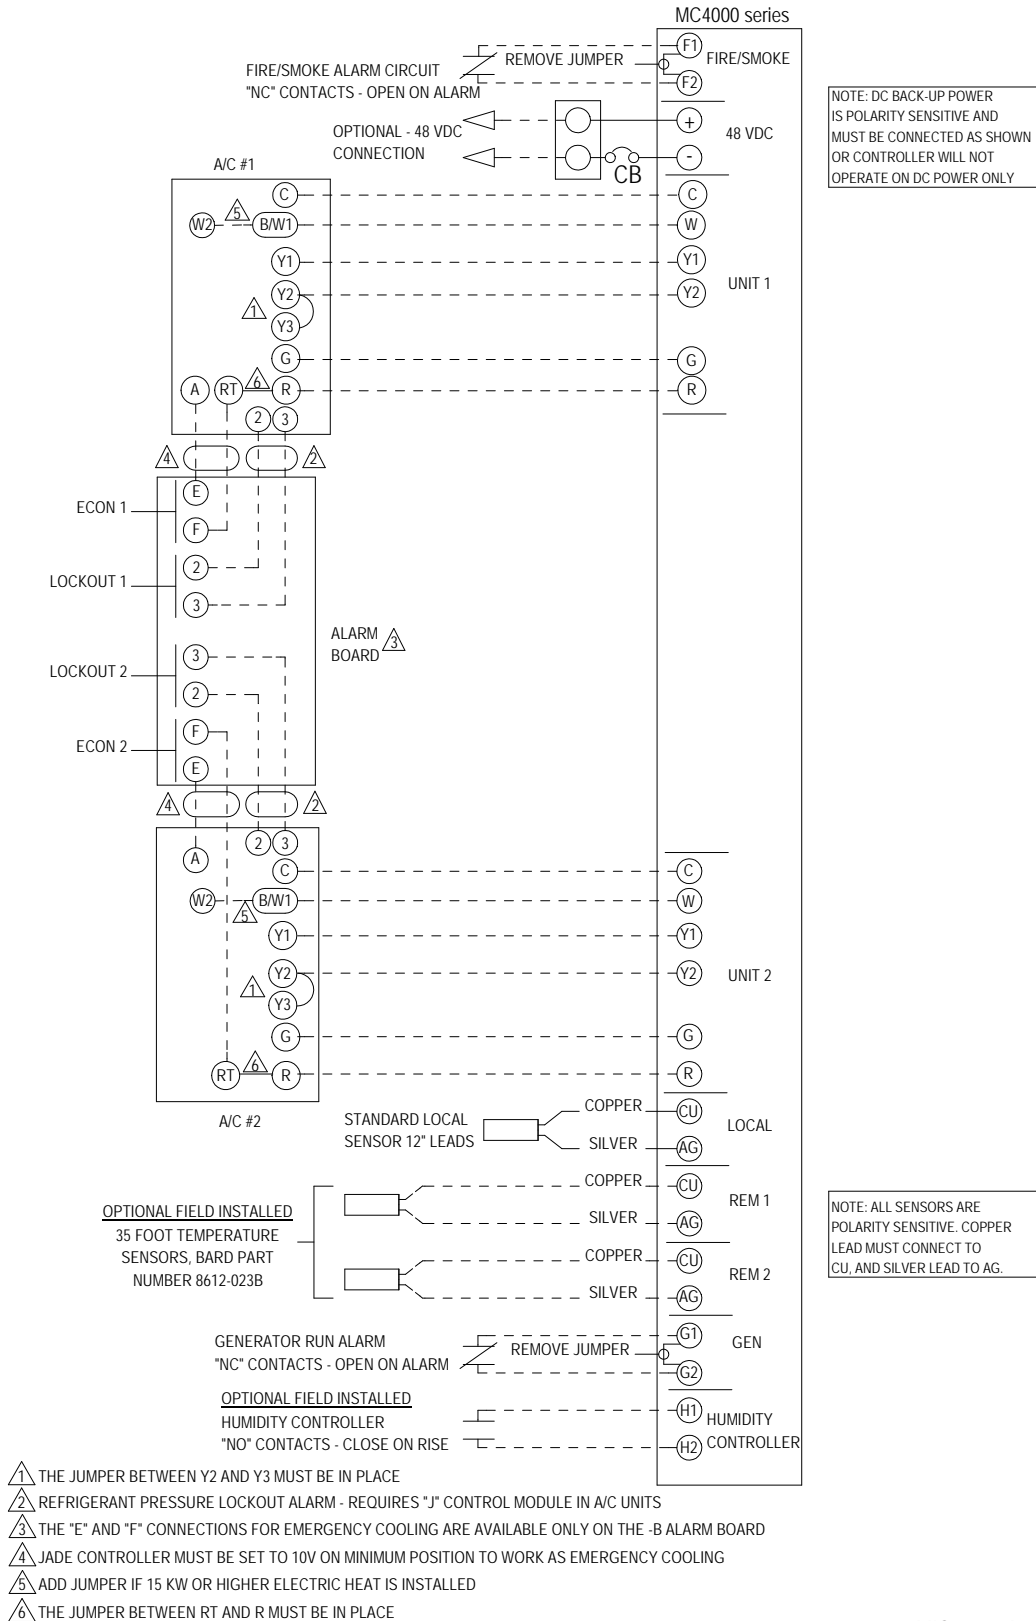 MC4000 series
F1
REMOVE JUMPER
FIRE/SMOKE
FIRE/SMOKE ALARM CIRCUIT
"NC" CONTACTS - OPEN ON ALARM
F2
NOTE: DC BACK-UP POWER
IS POLARITY SENSITIVE AND
MUST BE CONNECTED AS SHOWN
OR CONTROLLER WILL NOT
OPERATE ON DC POWER ONLY
OPTIONAL - 48 VDC
CONNECTION
+
48 VDC
-
CB
A/C #1
C
C
W2
5
B/W1
W
Y1
Y1
UNIT 1
Y2
Y2
1
Y3
G
G
A
RT
6
R
R
2
3
4
2
ECON 1
E
F
LOCKOUT 1
2
3
ALARM
BOARD
3
LOCKOUT 2
3
2
ECON 2
F
E
4
2
2
3
A
C
C
W2
5
B/W1
W
Y1
Y1
Y2
Y2
UNIT 2
1
Y3
G
G
RT
6
R
R
A/C #2
STANDARD LOCAL
SENSOR 12" LEADS
COPPER
CU
LOCAL
SILVER
AG
OPTIONAL FIELD INSTALLED
35 FOOT TEMPERATURE
SENSORS, BARD PART
NUMBER 8612-023B
COPPER
CU
REM 1
SILVER
AG
COPPER
CU
REM 2
SILVER
AG
NOTE: ALL SENSORS ARE
POLARITY SENSITIVE. COPPER
LEAD MUST CONNECT TO
CU, AND SILVER LEAD TO AG.
GENERATOR RUN ALARM
"NC" CONTACTS - OPEN ON ALARM
REMOVE JUMPER
G1
GEN
G2
OPTIONAL FIELD INSTALLED
HUMIDITY CONTROLLER
"NO" CONTACTS - CLOSE ON RISE
H1
HUMIDITY
H2
CONTROLLER
1 THE JUMPER BETWEEN Y2 AND Y3 MUST BE IN PLACE
2 REFRIGERANT PRESSURE LOCKOUT ALARM - REQUIRES "J" CONTROL MODULE IN A/C UNITS
3 THE "E" AND "F" CONNECTIONS FOR EMERGENCY COOLING ARE AVAILABLE ONLY ON THE -B ALARM BOARD
4 JADE CONTROLLER MUST BE SET TO 10V ON MINIMUM POSITION TO WORK AS EMERGENCY COOLING
5 ADD JUMPER IF 15 KW OR HIGHER ELECTRIC HEAT IS INSTALLED
6 THE JUMPER BETWEEN RT AND R MUST BE IN PLACE